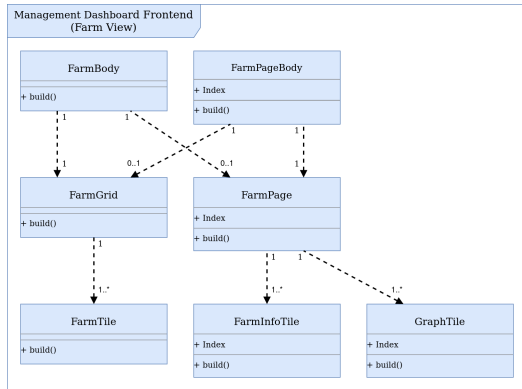 Management Dashboard Frontend
(Farm View)
FarmBody
+ build()
FarmPageBody
+ Index
+ build()
1
1
1
1
1
0..1
0..1
1
FarmGrid
+ build()
FarmPage
+ Index
+ build()
1
1
1
1..*
1..*
1..*
FarmTile
+ build()
FarmInfoTile
+ Index
+ build()
GraphTile
+ Index
+ build()